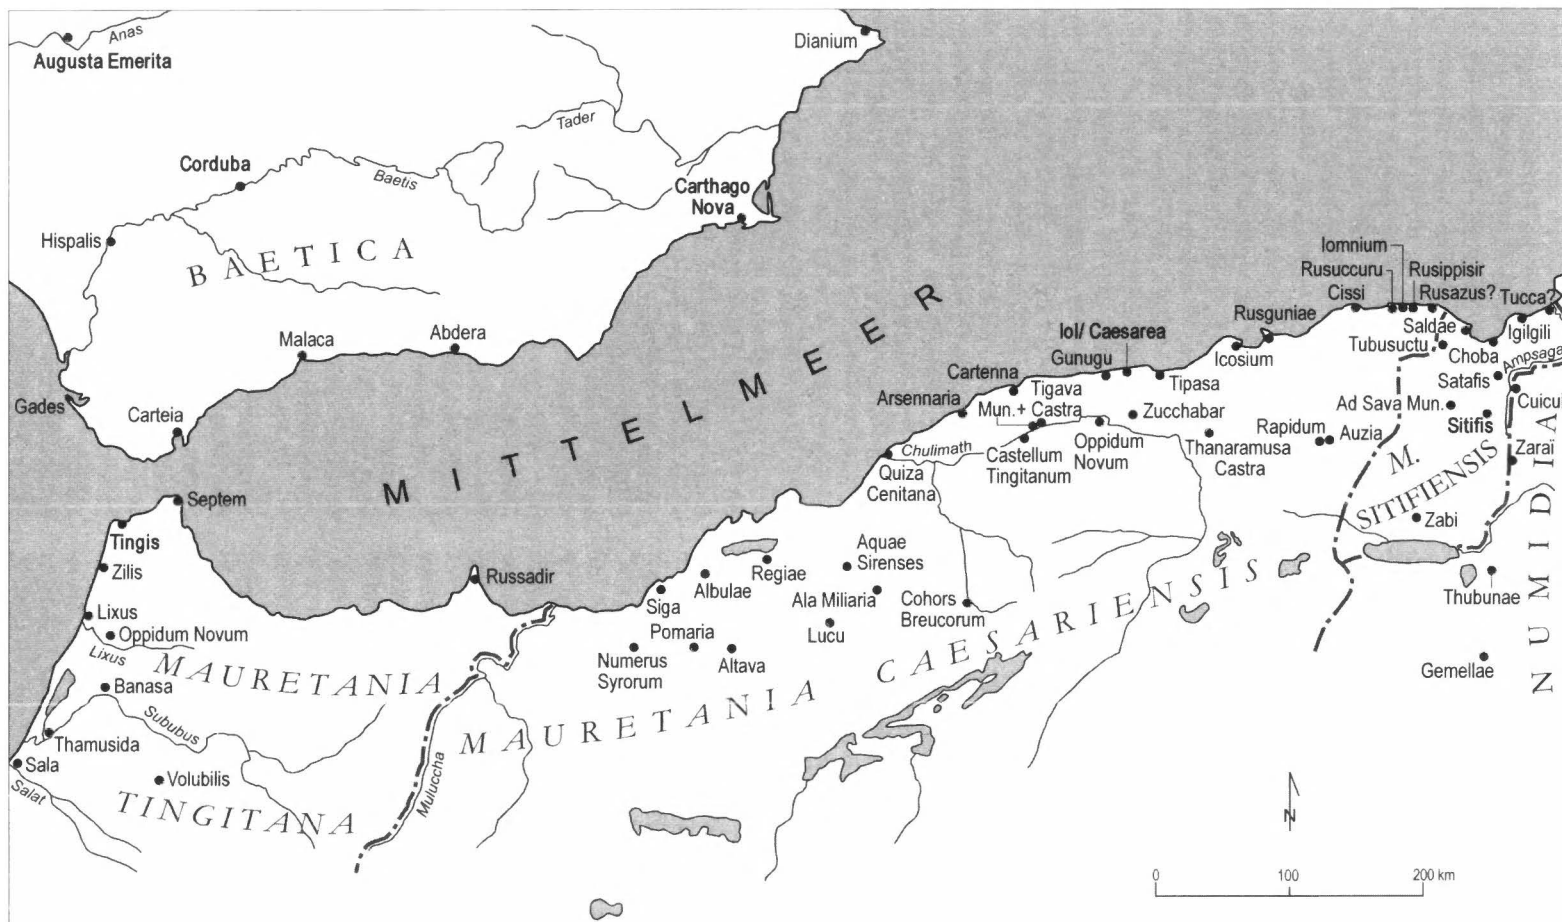 Anas
Augusta Emerita
Dianium
Tader
Corduba
Baetis
Carthago
Nova
Hispalis
BAETICA
Iomnium
Rusuccuru
Rusippisir
Cissi
Rusazus?
Tucca?
Malaca
Abdera
Rusguniae
Saldae
Igilgili
Iol/ Caesarea
Tubusuctu
Choba
Ampsaga
Gunugu
Icosium
Cartenna
Tigava
Tipasa
Satafis
Gades
Carteia
Arsennaria
Mun.+ Castra
Zucchabar
Ad Sava Mun.
Cuicul
Rapidum
Auzia
Sitifis
MITTELMEER
Chulimath
Castellum
Tingitanum
Oppidum
Novum
Thanaramusa
Castra
Zaraï
Quiza
Cenitana
M.
SITIFIENSIS
Septem
Zabi
NUMIDIA
Tingis
Zilis
Russadir
Albulae
Regiae
Aquae
Sirenses
Thubunae
Lixus
Siga
Ala Miliaria
Cohors
Breucorum
Oppidum Novum
Lixus
Pomaria
Lucu
Numerus
Syrorum
Altava
Gemellae
MAURETANIA
TINGITANA
MAURETANIA CAESARIENSIS
Banasa
Sububus
Thamusida
Sala
Salat
Volubilis
Muluccha
N
0 100 200 km